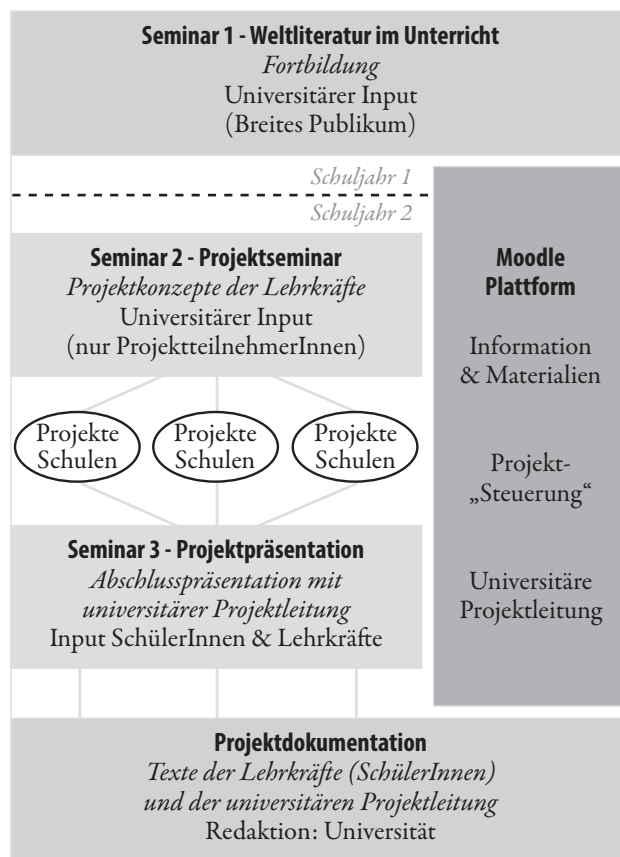 Seminar 1 - Weltliteratur im Unterricht
Fortbildung
Universitärer Input
(Breites Publikum)
Schuljahr 1
Schuljahr 2
Seminar 2 - Projektseminar
Projektkonzepte der Lehrkräfte
Universitärer Input
(nur ProjektteilnehmerInnen)
Projekte
Schulen
Projekte
Schulen
Projekte
Schulen
Seminar 3 - Projektpräsentation
Abschlusspräsentation mit
universitärer Projektleitung
Input SchülerInnen & Lehrkräfte
Moodle
Plattform
Information
& Materialien
Projekt-
„Steuerung“
Universitäre
Projektleitung
Projektdokumentation
Texte der Lehrkräfte (SchülerInnen)
und der universitären Projektleitung
Redaktion: Universität